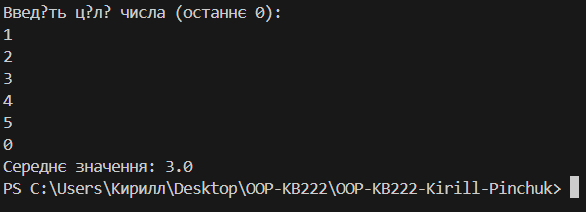 Введ?ть ц?л? числа (останнє 0):
1
2
3
4
5
0
Середнє значення: 3.0
PS C:\Users\Кирилл\Desktop\OOP-KB222\OOP-KB222-Kirill-Pinchuk>